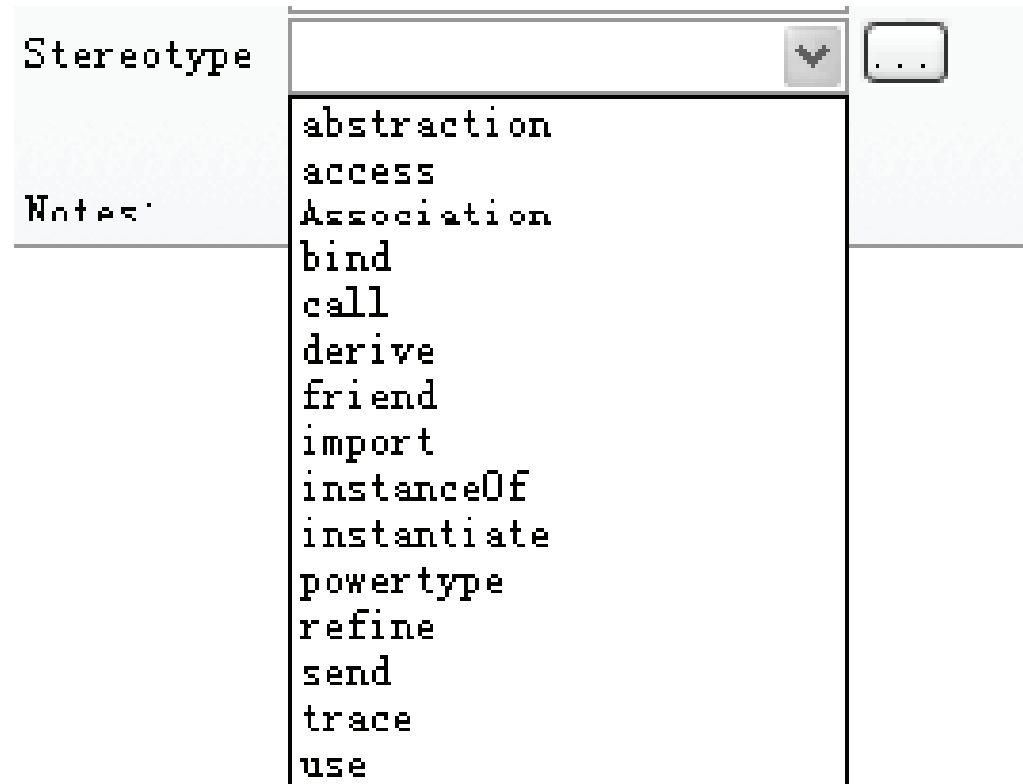 Stereotype
...
abstraction
access
Notes:
Association
bind
call
derive
friend
import
instanceOf
instantiate
powertype
refine
send
trace
use